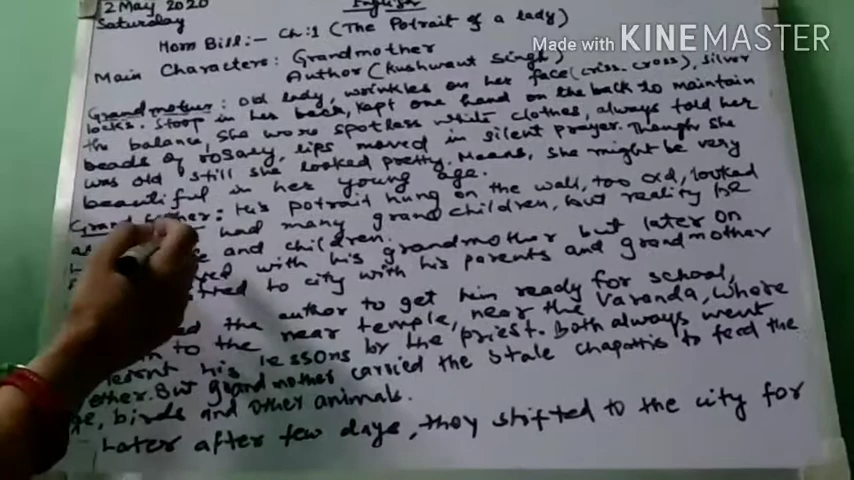 2 May 2020 English
Saturday
Horn Bill:- Ch:1 (The Potrait of a lady)
Made with KINEMASTER
Main Characters: Grandmother
Author (Kushwant Singh)
Grandmother: Old lady, wrinkles on her face (criss-cross), silver
locks. Stoop in her back, kept one hand on the back to maintain
the balance, she wore spotless white clothes, always told her
beads of rosary, lips moved in silent prayer. Though she
was old still she looked pretty. Means, she might be very
beautiful in her young age.
Grand father: His potrait hung on the wall, too old, looked
had many grand children, but reality he
and children.
with his grandmother but later on
to city with his parents and grandmother
the author to get him ready for school,
near temple, near the Varanda, where
to the lessons by the priest. Both always went
learnt his
But grandmother carried the stale chapattis to feed the
birds and other animals.
Later after few days, they shifted to the city for